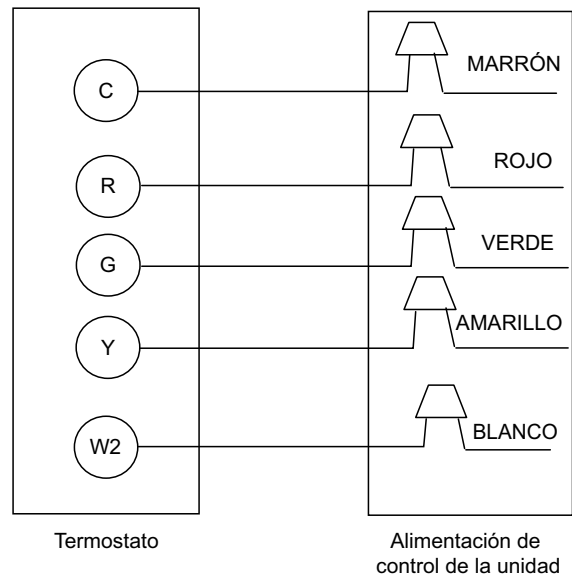 C
MARRÓN
R
ROJO
G
VERDE
Y
AMARILLO
W2
BLANCO
Termostato
Alimentación de
control de la unidad